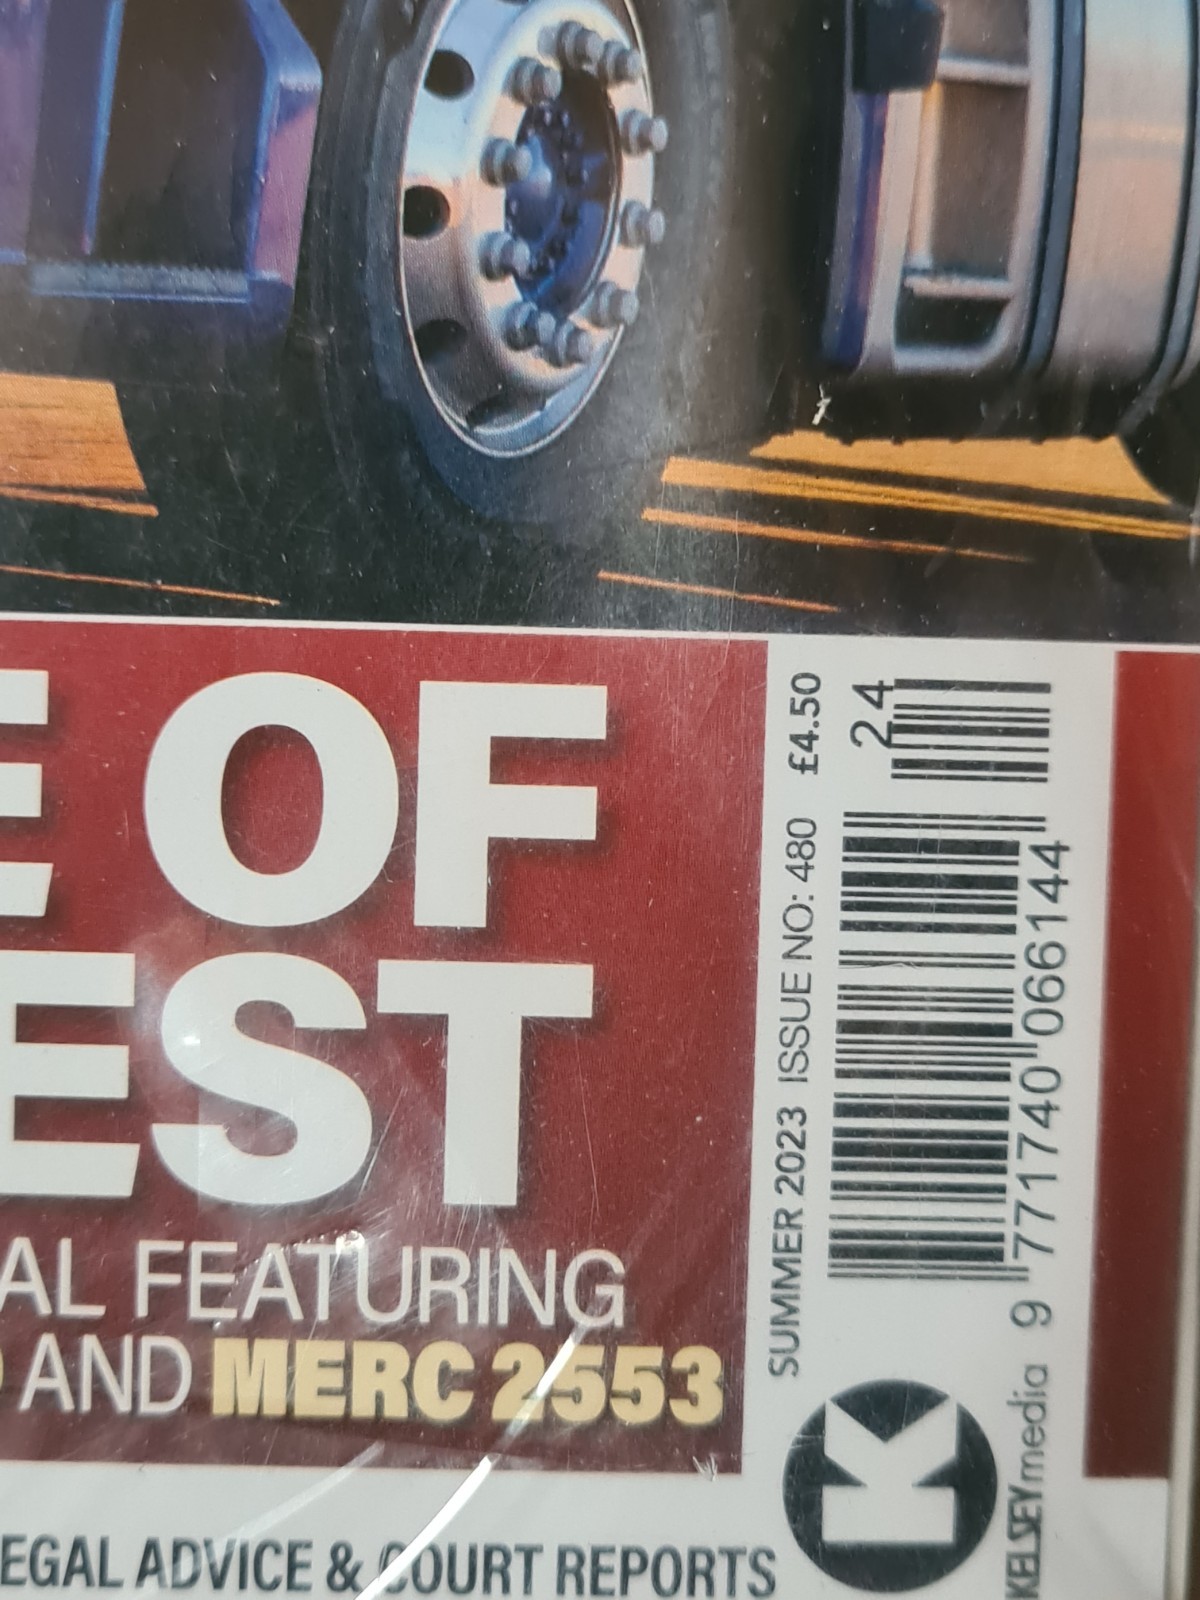 E OF
EST
AL FEATURING
AND MERC 2553
EGAL ADVICE & COURT REPORTS
SUMMER 2023 ISSUE NO: 480 £4.50
24
9 771740 066144
K
KELSEYmedia